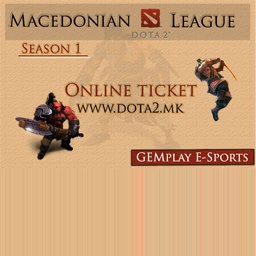 Macedonian League
DOTA 2
Season 1
Online ticket
www.dota2.mk
GEMplay E-Sports